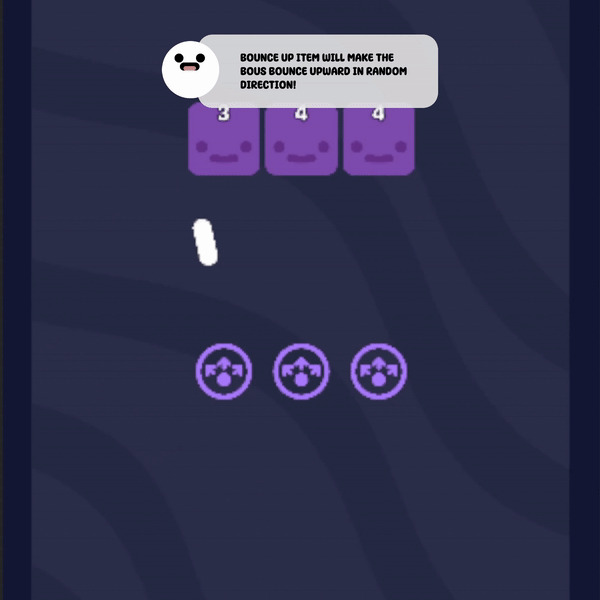 BOUNCE UP ITEM WILL MAKE THE
BOUS BOUNCE UPWARD IN RANDOM
DIRECTION!
3 4 4